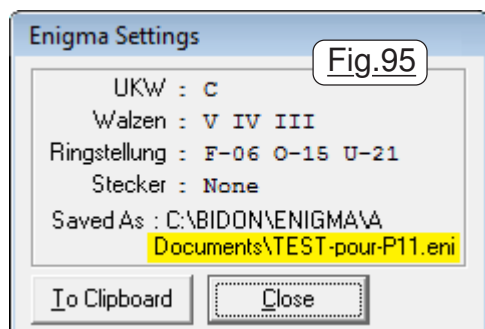 Enigma Settings
Fig.95
UKW : C
Walzen : V IV III
Ringstellung : F-06 O-15 U-21
Stecker : None
Saved As : C:\BIDON\ENIGMA\A
Documents\TEST-pour-P11.eni
To Clipboard Close